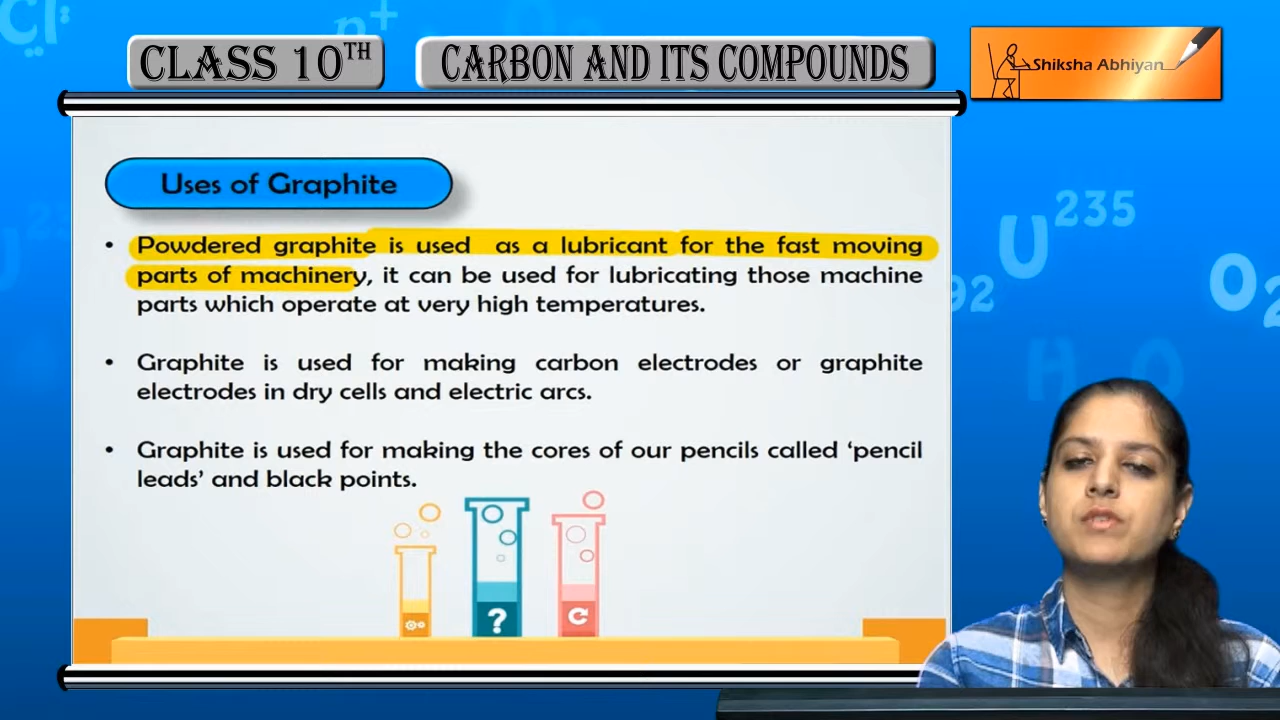 CLASS 10TH
CARBON AND ITS COMPOUNDS
Shiksha Abhiyan
Uses of Graphite
• Powdered graphite is used as a lubricant for the fast moving
parts of machinery, it can be used for lubricating those machine
parts which operate at very high temperatures.
• Graphite is used for making carbon electrodes or graphite
electrodes in dry cells and electric arcs.
• Graphite is used for making the cores of our pencils called ‘pencil
leads’ and black points.
?
U235
92
O2
H2O